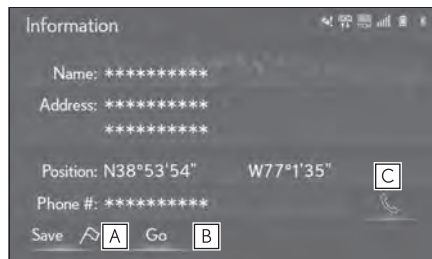 Information
Name: **********
Address: **********
**********
Position: N38°53'54" W77°1'35"
C
Phone #: **********
Save A Go B